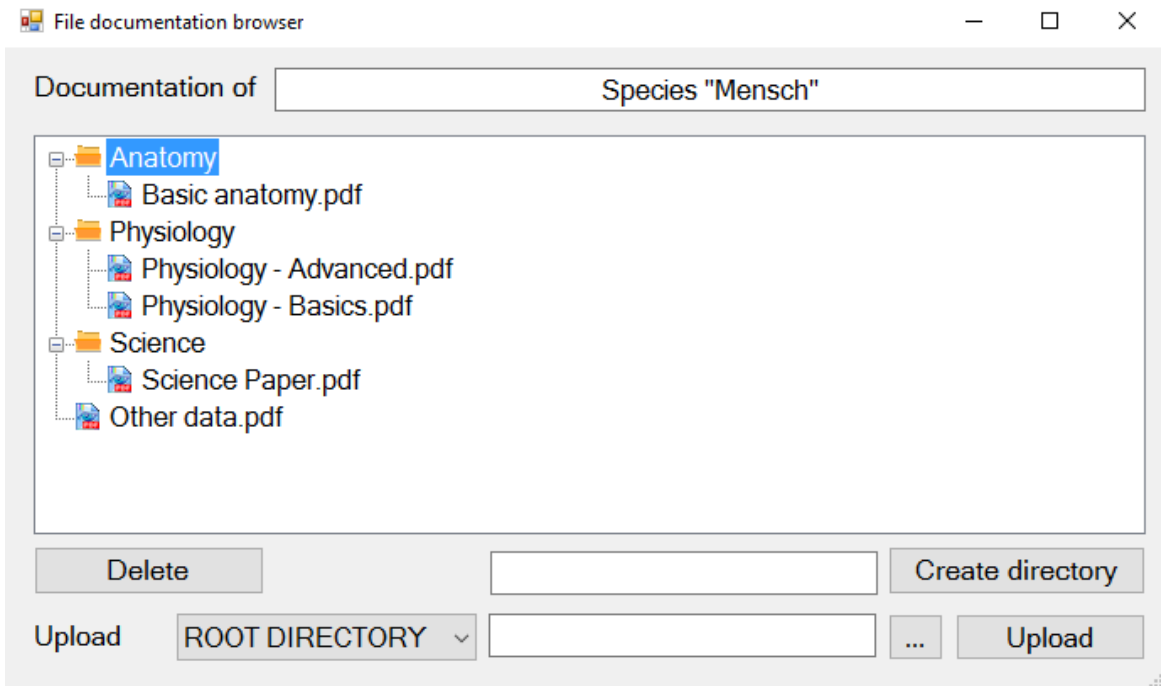 File documentation browser
Documentation of Species "Mensch"
Anatomy
Basic anatomy.pdf
Physiology
Physiology - Advanced.pdf
Physiology - Basics.pdf
Science
Science Paper.pdf
Other data.pdf
Delete Create directory
Upload ROOT DIRECTORY ... Upload